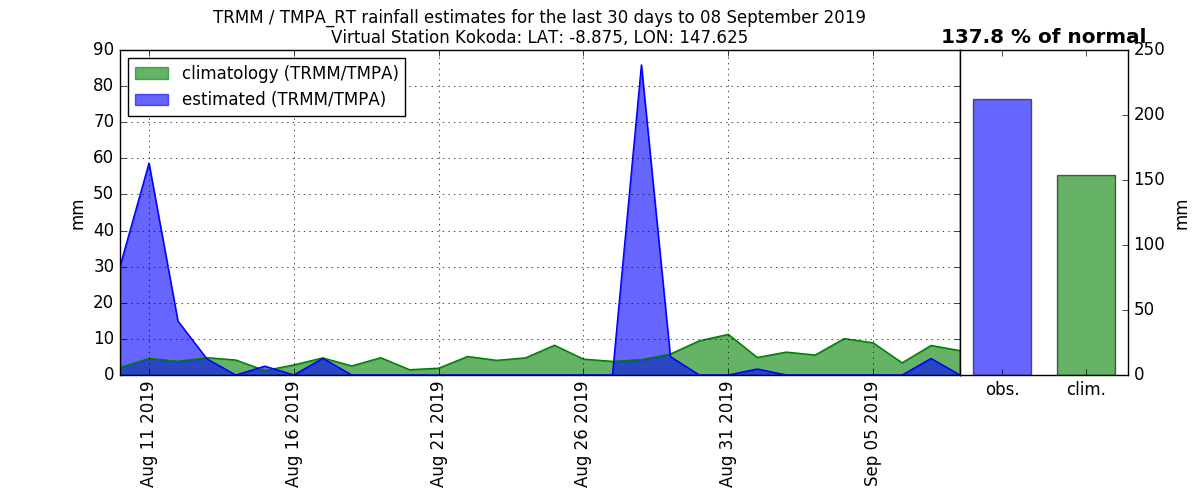 TRMM / TMPA_RT rainfall estimates for the last 30 days to 08 September 2019
Virtual Station Kokoda: LAT: -8.875, LON: 147.625
137.8 % of normal
climatology (TRMM/TMPA)
estimated (TRMM/TMPA)
90
80
70
60
50
40
30
20
10
0
mm
Aug 11 2019
Aug 16 2019
Aug 21 2019
Aug 26 2019
Aug 31 2019
Sep 05 2019
obs.
clim.
250
200
150
100
50
0
mm